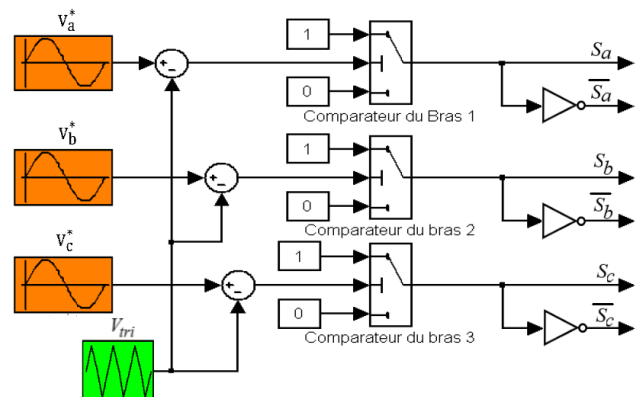 v*a
+
−
1
0
Comparateur du Bras 1
Sa
S̅a̅
v*b
+
−
1
0
Comparateur du bras 2
Sb
S̅b̅
v*c
+
−
1
0
Comparateur du bras 3
Sc
S̅c̅
Vtri